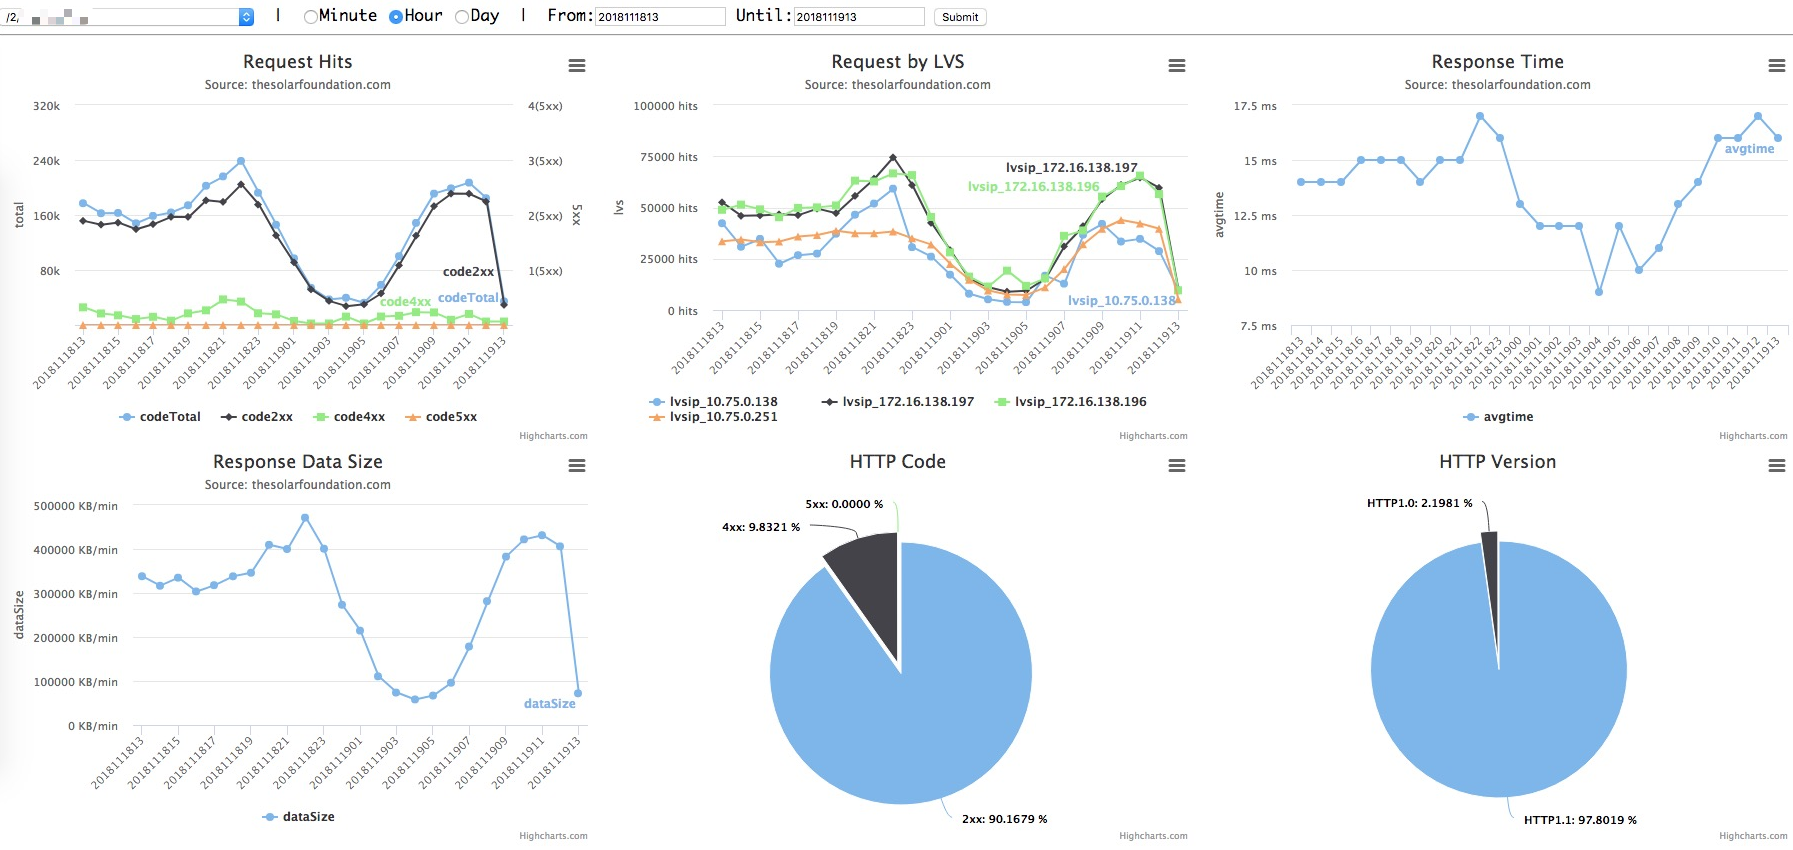 /2/
| Minute Hour Day | From: 2018111813 Until: 2018111913 Submit
Request Hits
Source: thesolarfoundation.com
320k
240k
160k
80k
total
4(5xx)
3(5xx)
2(5xx)
1(5xx)
5xx
code2xx
code4xx
codeTotal
2018111813
2018111815
2018111817
2018111819
2018111821
2018111823
2018111901
2018111903
2018111905
2018111907
2018111909
2018111911
2018111913
codeTotal code2xx code4xx code5xx
Highcharts.com
Request by LVS
Source: thesolarfoundation.com
100000 hits
75000 hits
50000 hits
25000 hits
0 hits
lvs
lvsip_172.16.138.197
lvsip_172.16.138.196
lvsip_10.75.0.138
2018111813
2018111815
2018111817
2018111819
2018111821
2018111823
2018111901
2018111903
2018111905
2018111907
2018111909
2018111911
2018111913
lvsip_10.75.0.138 lvsip_172.16.138.197 lvsip_172.16.138.196
lvsip_10.75.0.251
Highcharts.com
Response Time
Source: thesolarfoundation.com
17.5 ms
15 ms
12.5 ms
10 ms
7.5 ms
avgtime
avgtime
2018111813
2018111814
2018111815
2018111816
2018111817
2018111818
2018111819
2018111820
2018111821
2018111822
2018111823
2018111900
2018111901
2018111902
2018111903
2018111904
2018111905
2018111906
2018111907
2018111908
2018111909
2018111910
2018111911
2018111912
2018111913
avgtime
Highcharts.com
Response Data Size
Source: thesolarfoundation.com
500000 KB/min
400000 KB/min
300000 KB/min
200000 KB/min
100000 KB/min
0 KB/min
dataSize
dataSize
2018111813
2018111815
2018111817
2018111819
2018111821
2018111823
2018111901
2018111903
2018111905
2018111907
2018111909
2018111911
2018111913
dataSize
Highcharts.com
HTTP Code
5xx: 0.0000 %
4xx: 9.8321 %
2xx: 90.1679 %
Highcharts.com
HTTP Version
HTTP1.0: 2.1981 %
HTTP1.1: 97.8019 %
Highcharts.com